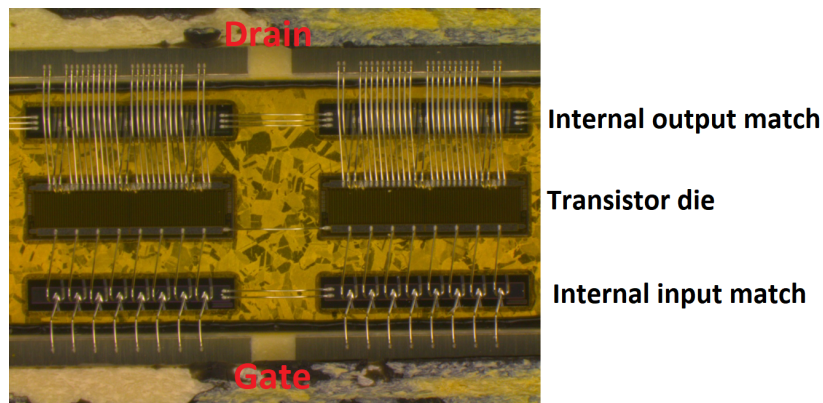 Drain
Internal output match
Transistor die
Internal input match
Gate